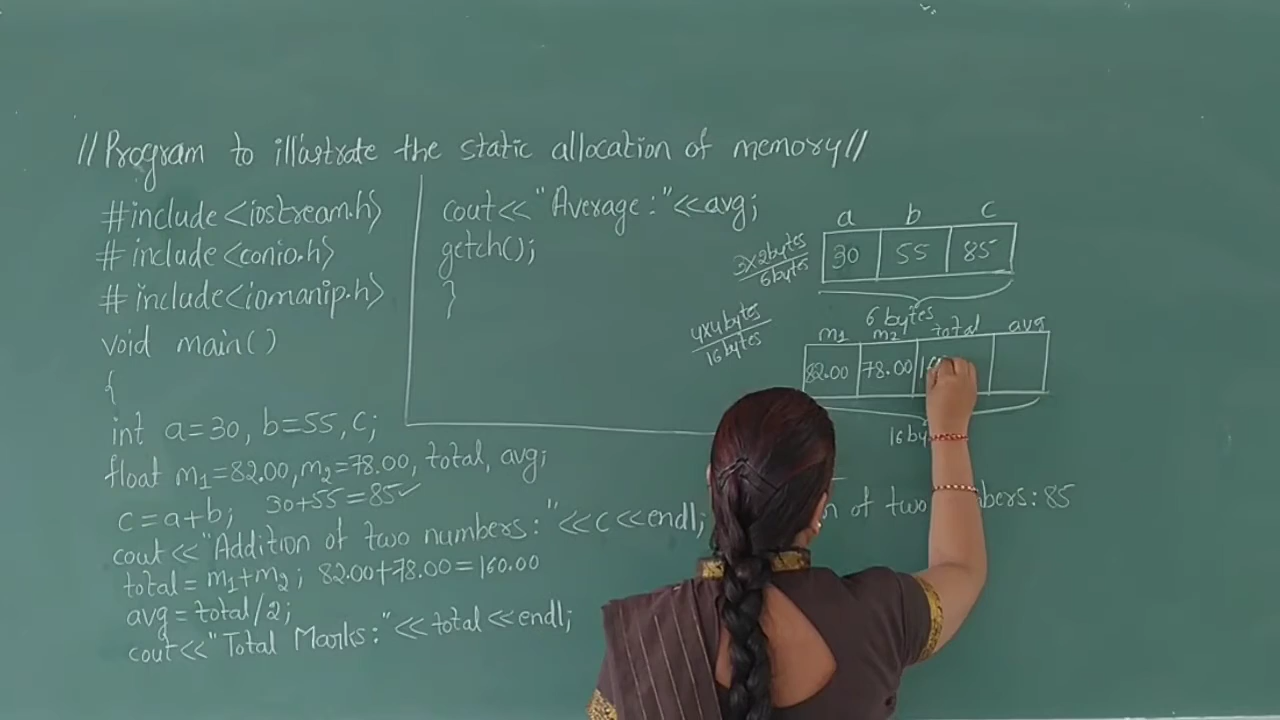 //Program to illustrate the static allocation of memory//
#include<iostream.h>
#include<conio.h>
#include<iomanip.h>
void main()
{
int a=30, b=55, c;
float m1=82.00, m2=78.00, total, avg;
c=a+b; 30+55=85✓
cout<<"Addition of two numbers:"<<c<<endl;
total=m1+m2; 82.00+78.00=160.00
avg=total/2;
cout<<"Total Marks:"<<total<<endl;
cout<<"Average:"<<avg;
getch();
}
a b c
3x2bytes
6bytes
30 55 85
6 bytes
m1 m2 total avg
4x4bytes
16bytes
82.00 78.00
16
of two : 85